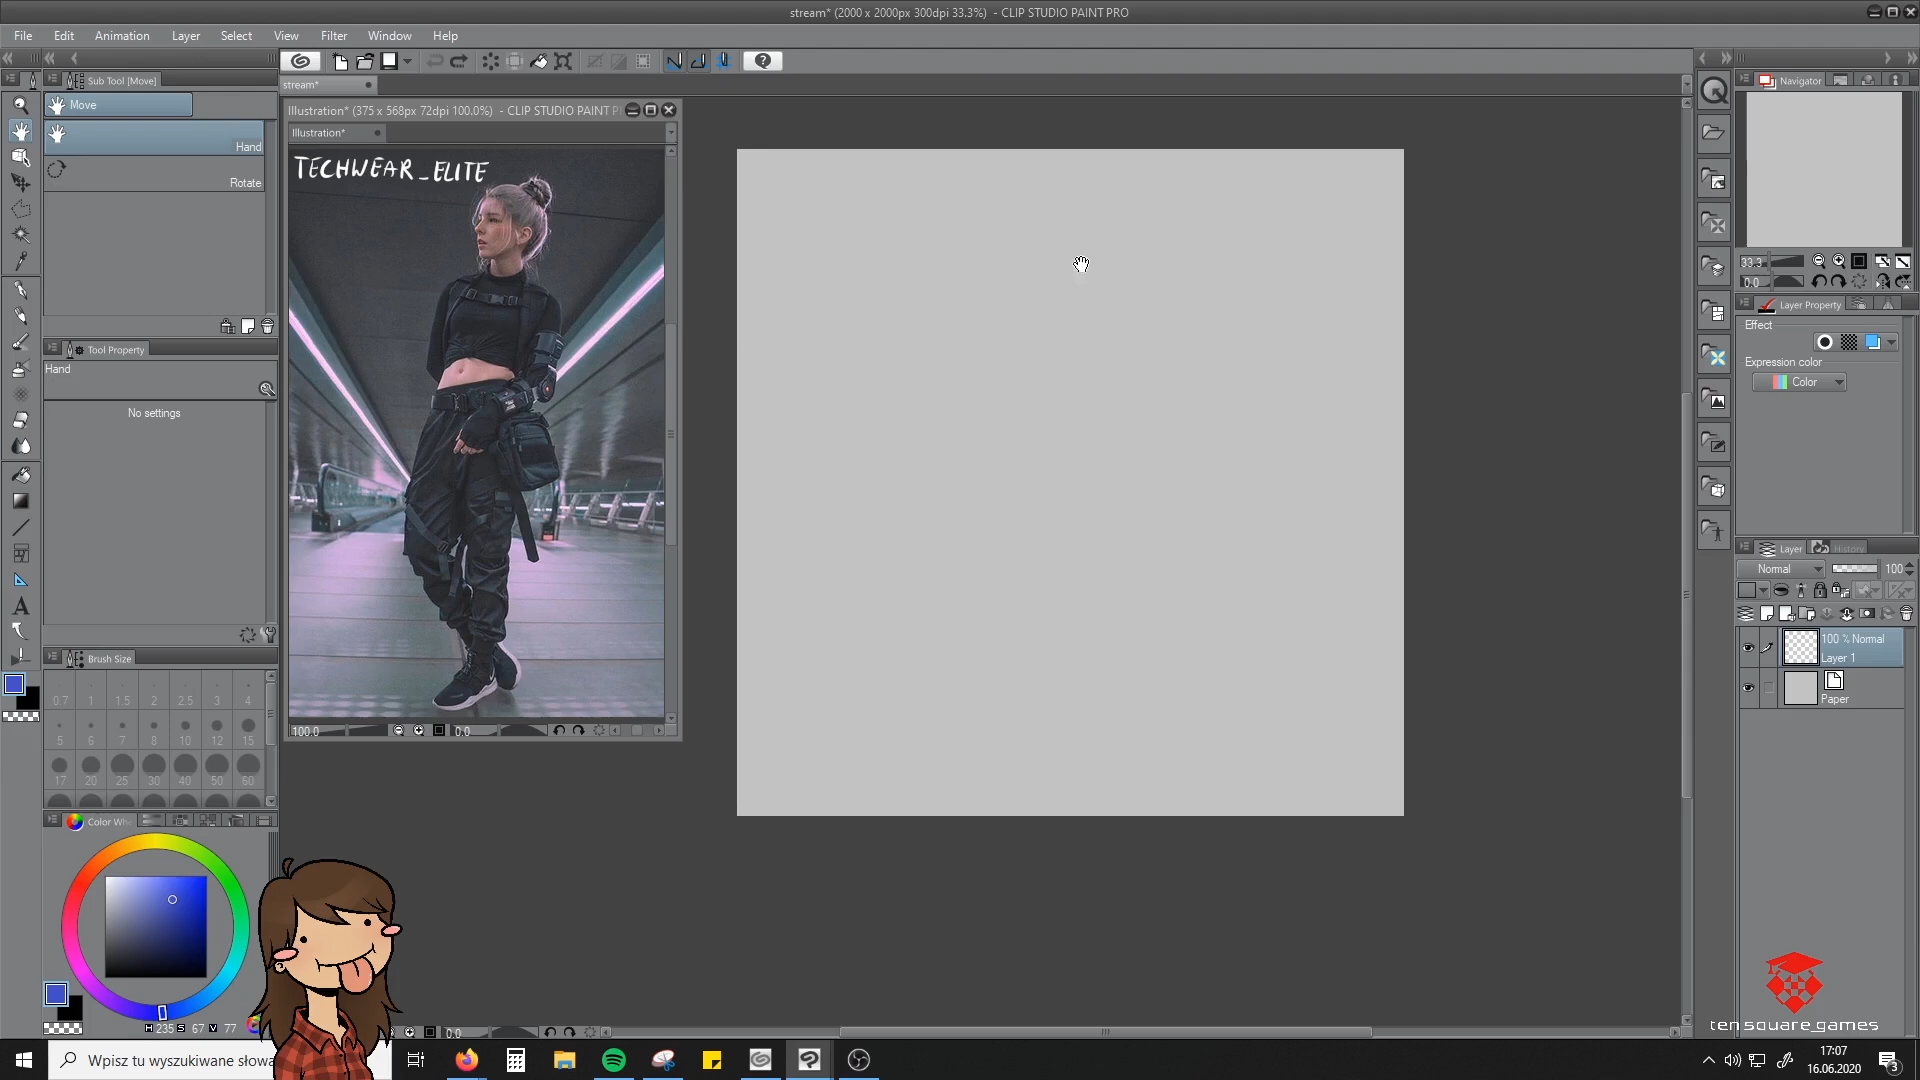 stream* (2000 x 2000px 300dpi 33.3%) - CLIP STUDIO PAINT PRO
File Edit Animation Layer Select View Filter Window Help
Sub Tool [Move]
Move
Hand
Rotate
Tool Property
Hand
No settings
Brush Size
0.7 1 1.5 2 2.5 3 4
5 6 7 8 10 12 15
17 20 25 30 40 50 60
Color Wh
H 235 S 67 V 77
stream*
Illustration* (375 x 568px 72dpi 100.0%) - CLIP STUDIO PAINT P
Illustration*
TECHWEAR_ELITE
100.0 0.0
0.0
Navigator
33.3
0.0
Layer Property
Effect
Expression color
Color
Layer History
Normal 100
100 % Normal
Layer 1
Paper
ten square games
Wpisz tu wyszukiwane słowa
17:07
16.06.2020
3